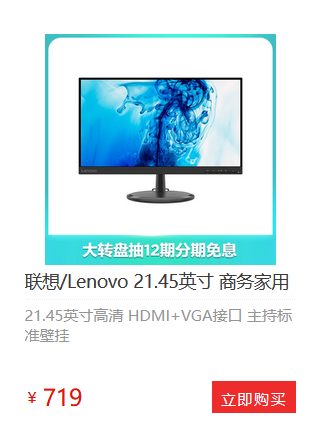 大转盘抽12期分期免息
联想/Lenovo 21.45英寸 商务家用
21.45英寸高清 HDMI+VGA接口 主持标
准壁挂
¥ 719
立即购买